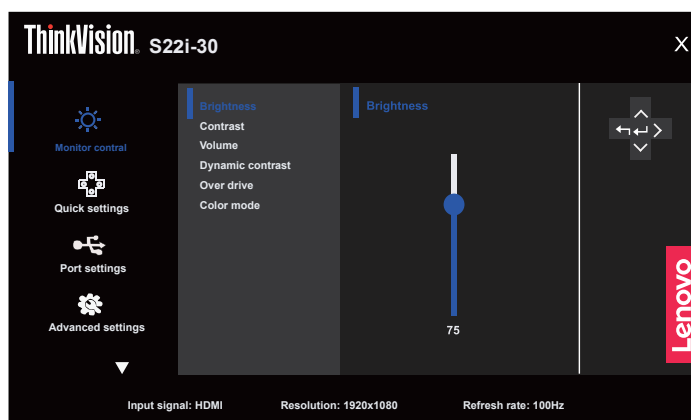 ThinkVision. S22i-30
X
Monitor contral
Quick settings
Port settings
Advanced settings
Brightness
Contrast
Volume
Dynamic contrast
Over drive
Color mode
Brightness
75
Lenovo
Input signal: HDMI
Resolution: 1920x1080
Refresh rate: 100Hz